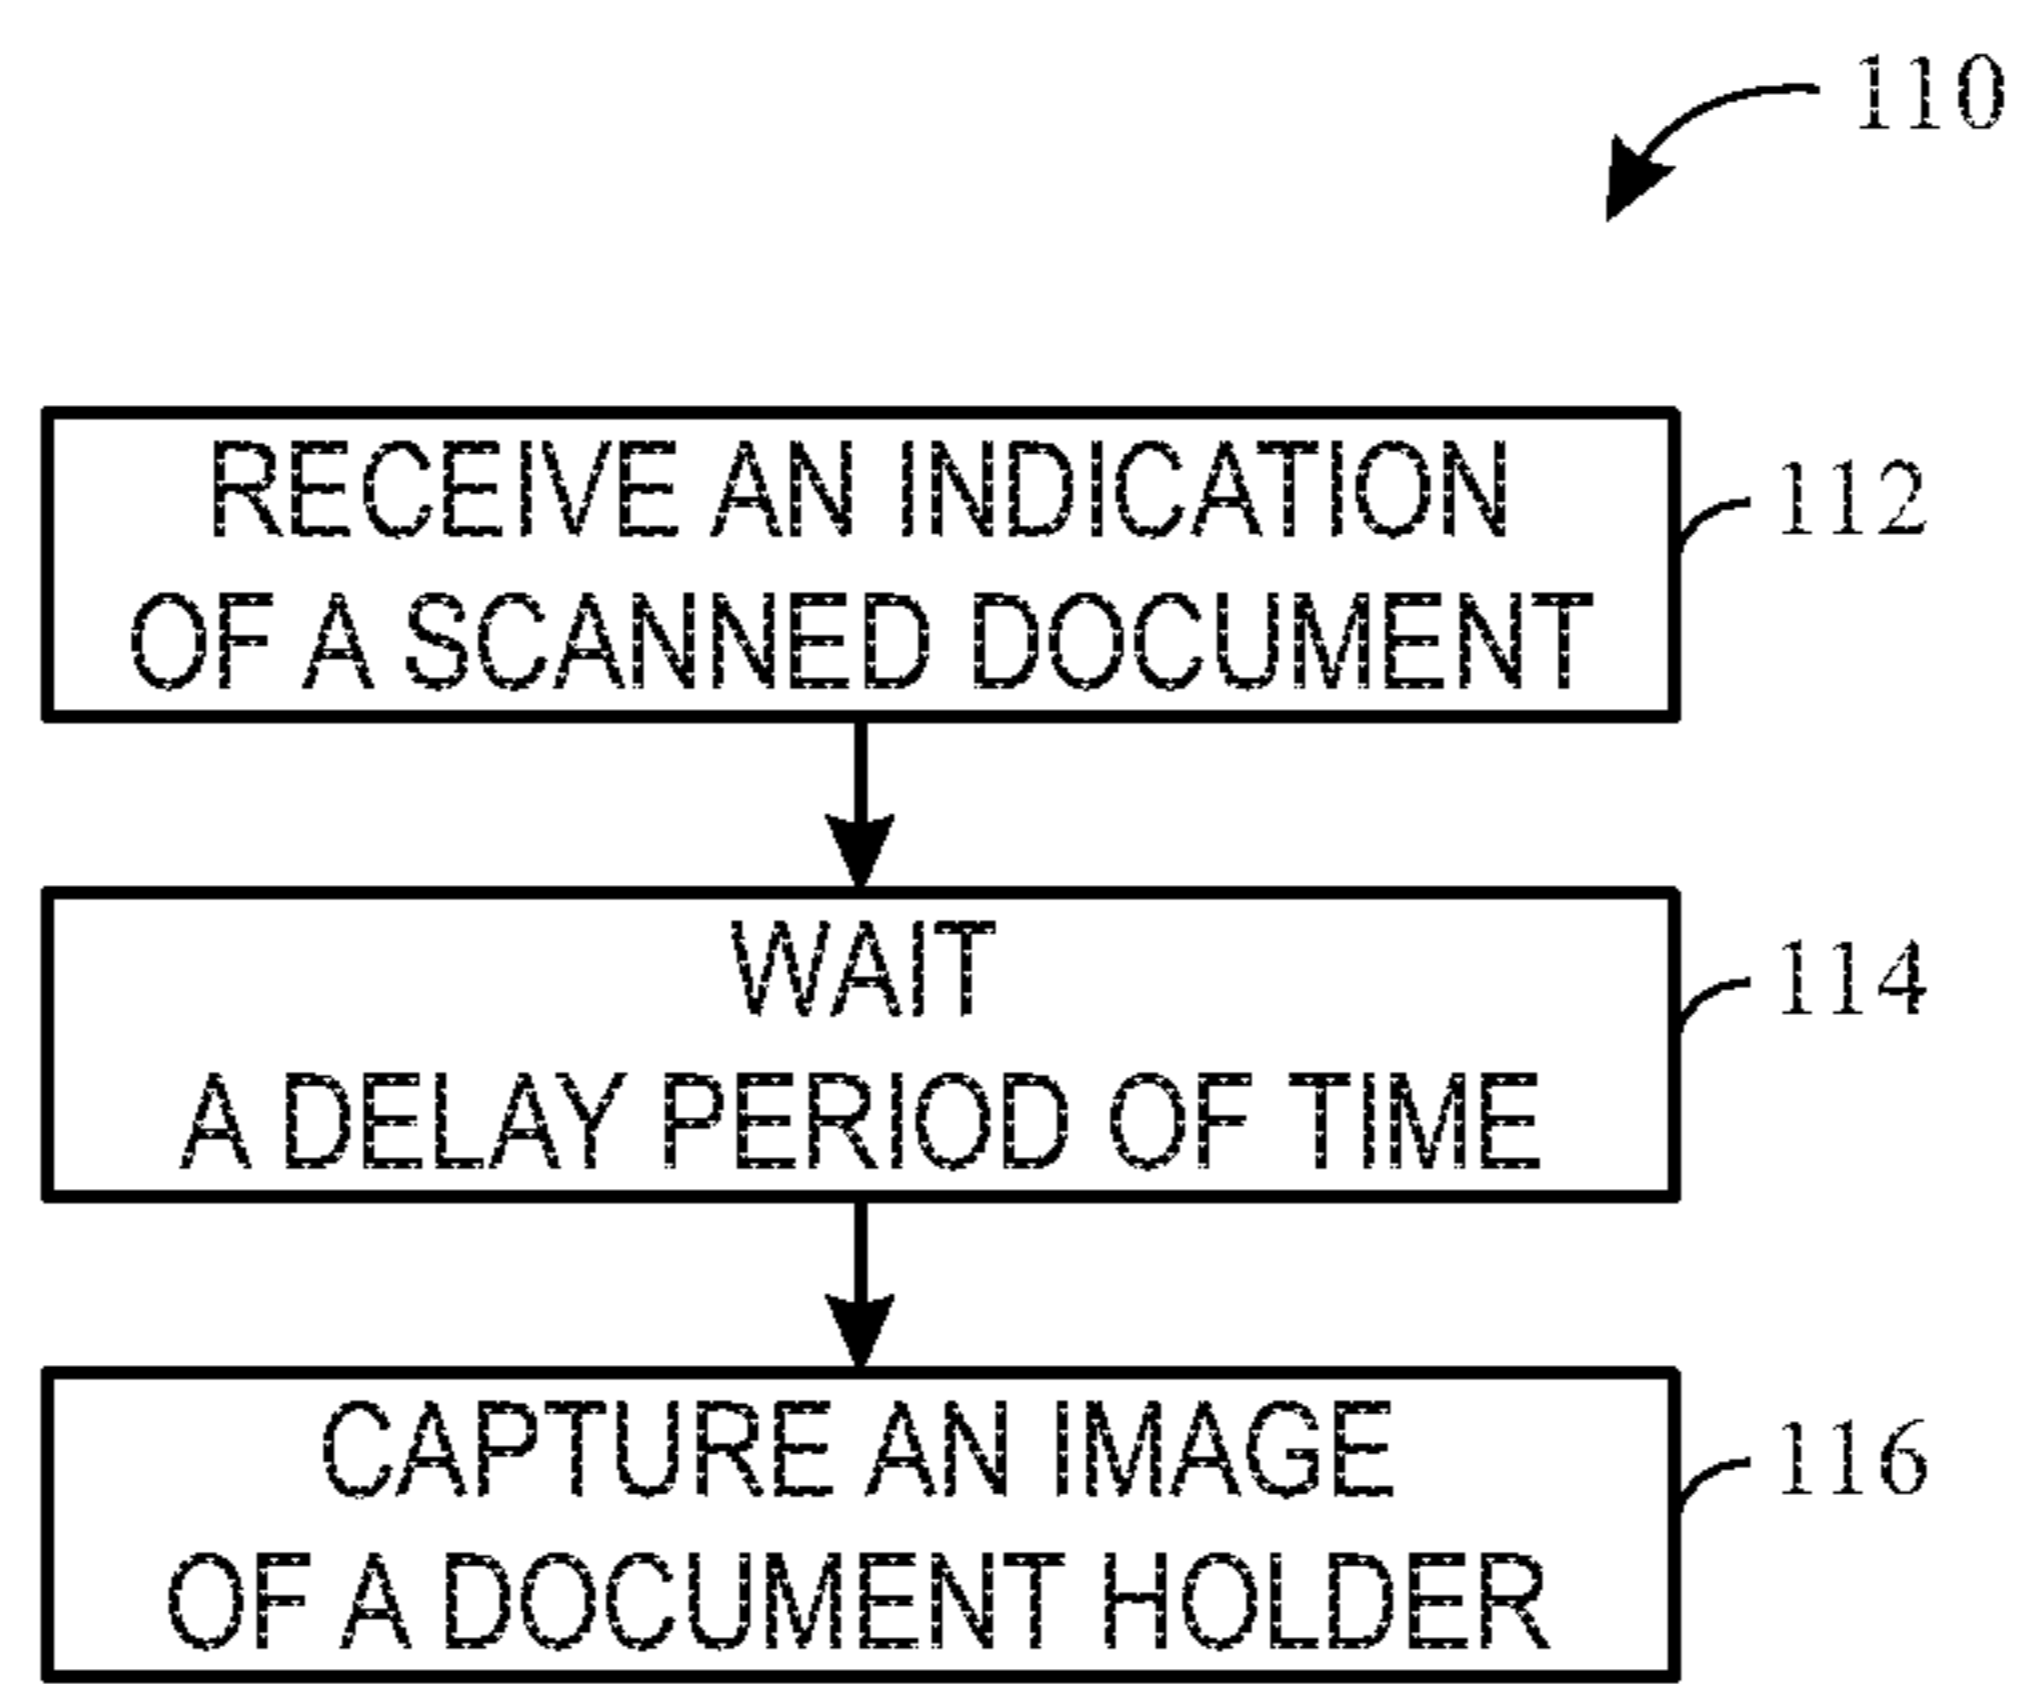 110
RECEIVE AN INDICATION
OF A SCANNED DOCUMENT
112
WAIT
A DELAY PERIOD OF TIME
114
CAPTURE AN IMAGE
OF A DOCUMENT HOLDER
116